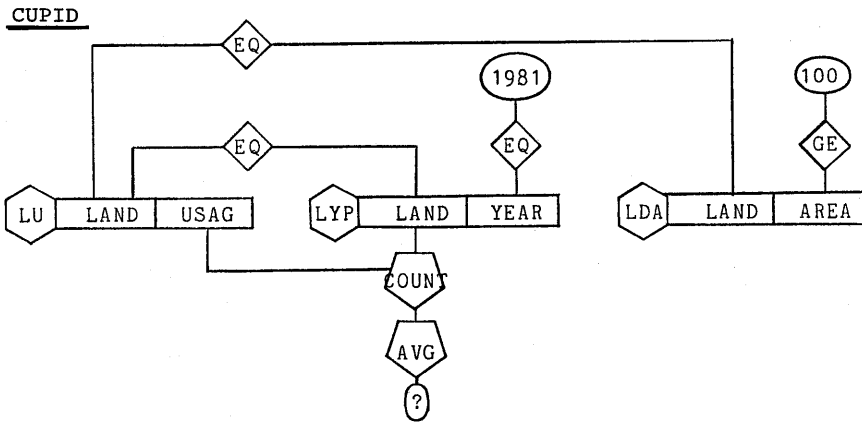 CUPID
EQ
1981
100
EQ
EQ
GE
LU LAND USAG
LYP LAND YEAR
LDA LAND AREA
COUNT
AVG
?